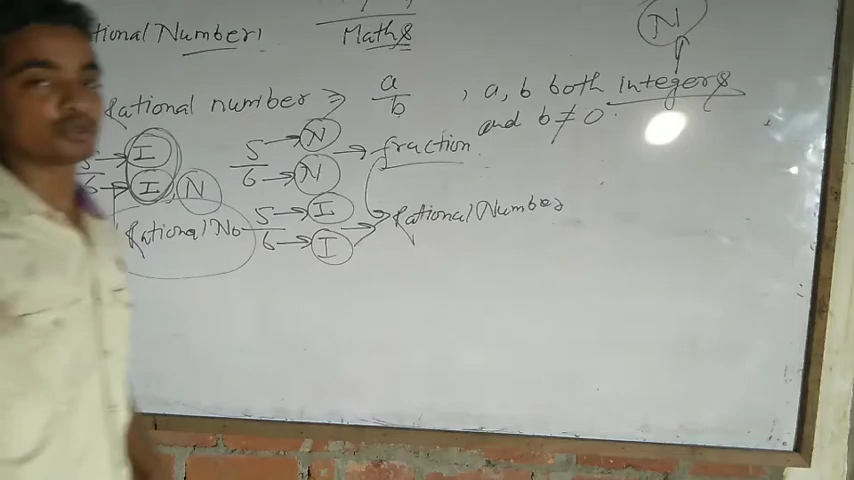 tional Number:
Maths
N
Rational number ⇒ a/b , a, b both integers
and b ≠ 0
5 → I
6 → I N
Rational No
5/6 → N
→ N → fraction
5/6 → I
→ I → Rational Number